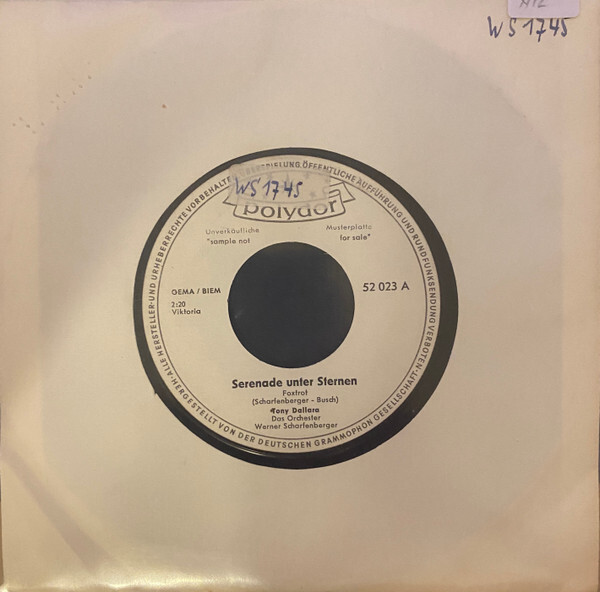 WS 1745
WS 1745
polydor
Unverkäufliche Musterplatte
"sample not for sale"
GEMA / BIEM
52 023 A
2:20
Viktoria
Serenade unter Sternen
Foxtrot
(Scharfenberger - Busch)
Tony Dallara
Das Orchester
Werner Scharfenberger
ALLE HERSTELLER- UND URHEBERRECHTE VORBEHALTEN ÖFFENTLICHE AUFFÜHRUNG UND RUNDFUNKSENDUNG VERBOTEN
HERGESTELLT VON DER DEUTSCHEN GRAMMOPHON GESELLSCHAFT